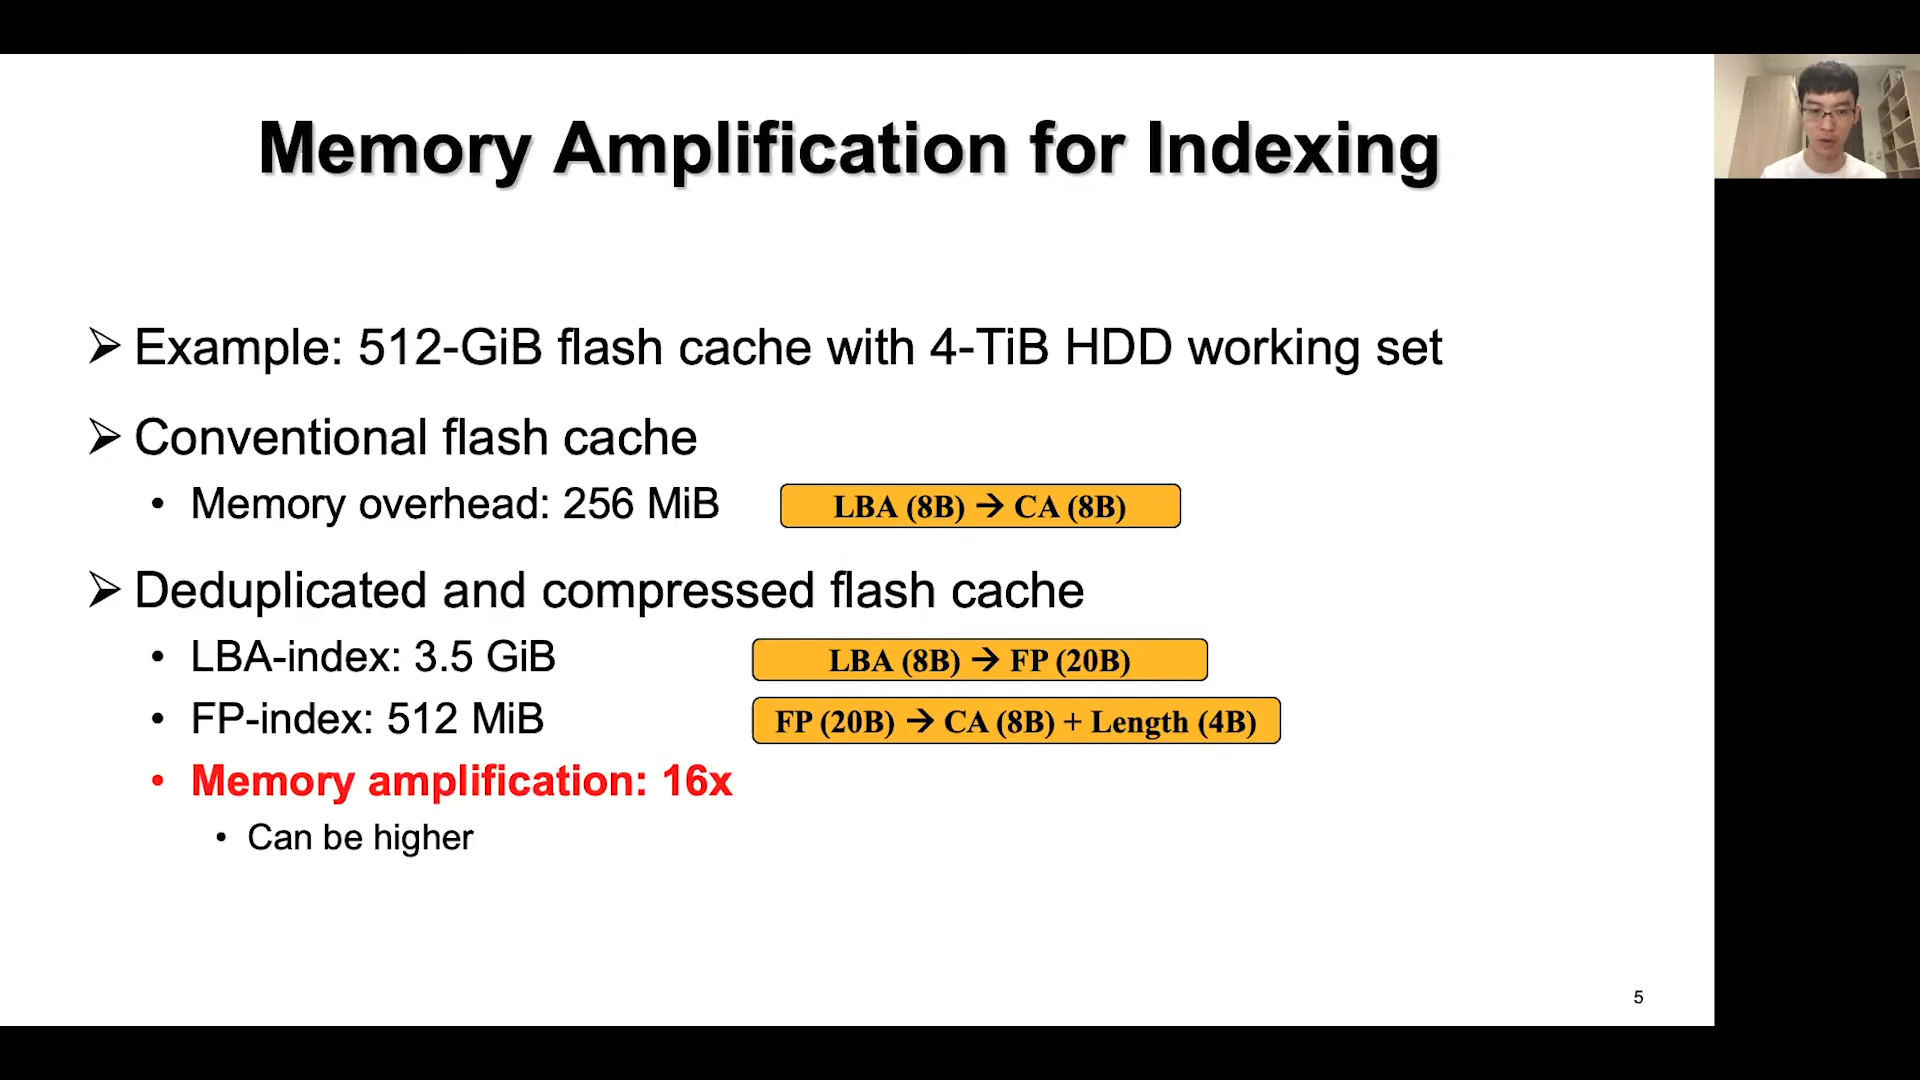 Memory Amplification for Indexing
➢ Example: 512-GiB flash cache with 4-TiB HDD working set
➢ Conventional flash cache
• Memory overhead: 256 MiB
LBA (8B) → CA (8B)
➢ Deduplicated and compressed flash cache
• LBA-index: 3.5 GiB
LBA (8B) → FP (20B)
• FP-index: 512 MiB
FP (20B) → CA (8B) + Length (4B)
• Memory amplification: 16x
• Can be higher
5